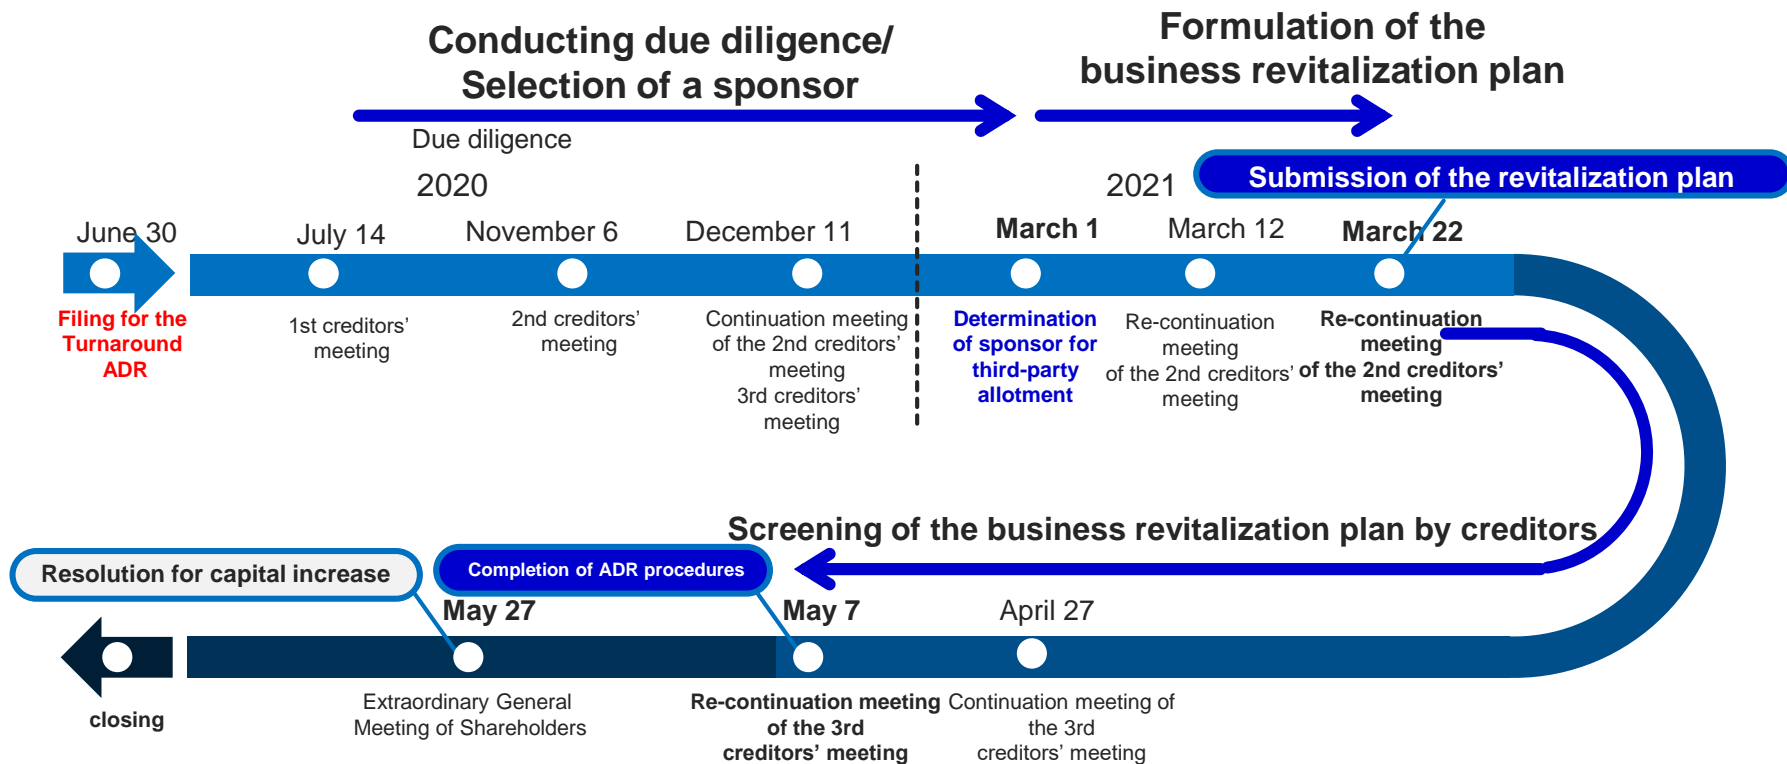 Conducting due diligence/
Selection of a sponsor
Formulation of the
business revitalization plan
Due diligence
2020
2021
Submission of the revitalization plan
June 30
July 14
November 6
December 11
March 1
March 12
March 22
Filing for the
Turnaround
ADR
1st creditors’
meeting
2nd creditors’
meeting
Continuation meeting
of the 2nd creditors’
meeting
3rd creditors’
meeting
Determination
of sponsor for
third-party
allotment
Re-continuation
meeting
of the 2nd creditors’
meeting
Re-continuation
meeting
of the 2nd creditors’
meeting
Screening of the business revitalization plan by creditors
Resolution for capital increase
Completion of ADR procedures
May 27
May 7
April 27
closing
Extraordinary General
Meeting of Shareholders
Re-continuation meeting
of the 3rd
creditors’ meeting
Continuation meeting of
the 3rd
creditors’ meeting